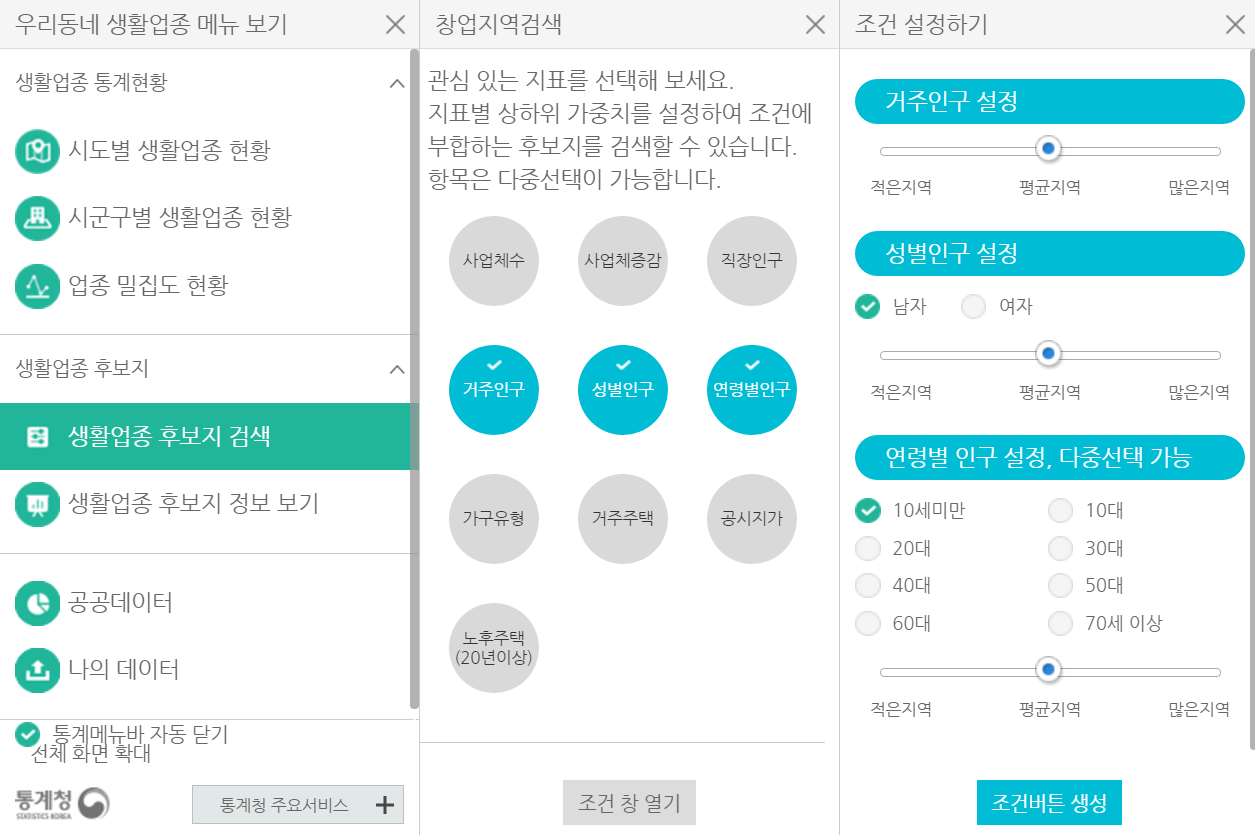 우리동네 생활업종 메뉴 보기
생활업종 통계현황
시도별 생활업종 현황
시군구별 생활업종 현황
업종 밀집도 현황
생활업종 후보지
생활업종 후보지 검색
생활업종 후보지 정보 보기
공공데이터
나의 데이터
통계메뉴바 자동 닫기
전체 화면 확대
통계청
STATISTICS KOREA
통계청 주요서비스
창업지역검색
관심 있는 지표를 선택해 보세요.
지표별 상하위 가중치를 설정하여 조건에
부합하는 후보지를 검색할 수 있습니다.
항목은 다중선택이 가능합니다.
사업체수 사업체증감 직장인구
거주인구 성별인구 연령별인구
가구유형 거주주택 공시지가
노후주택
(20년이상)
조건 창 열기
조건 설정하기
거주인구 설정
적은지역 평균지역 많은지역
성별인구 설정
남자 여자
적은지역 평균지역 많은지역
연령별 인구 설정, 다중선택 가능
10세미만 10대
20대 30대
40대 50대
60대 70세 이상
적은지역 평균지역 많은지역
조건버튼 생성